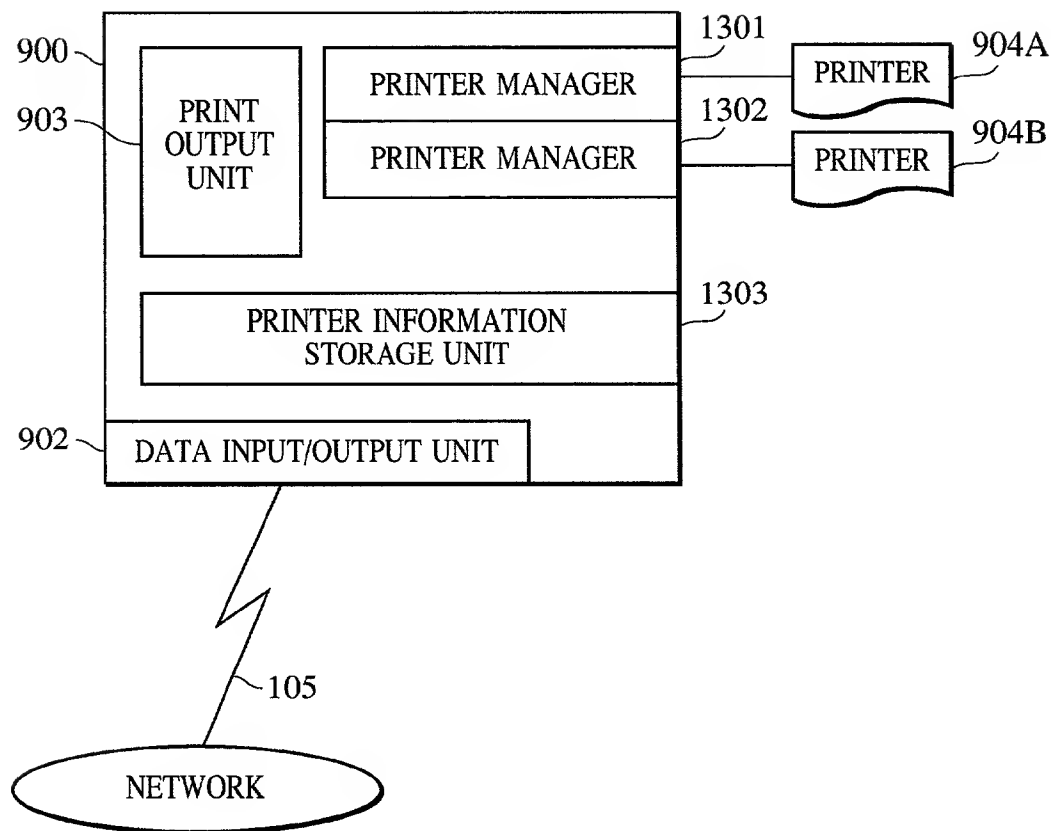 900
903
PRINT
OUTPUT
UNIT
PRINTER MANAGER
1301
PRINTER
904A
PRINTER MANAGER
1302
PRINTER
904B
PRINTER INFORMATION
STORAGE UNIT
1303
902
DATA INPUT/OUTPUT UNIT
105
NETWORK